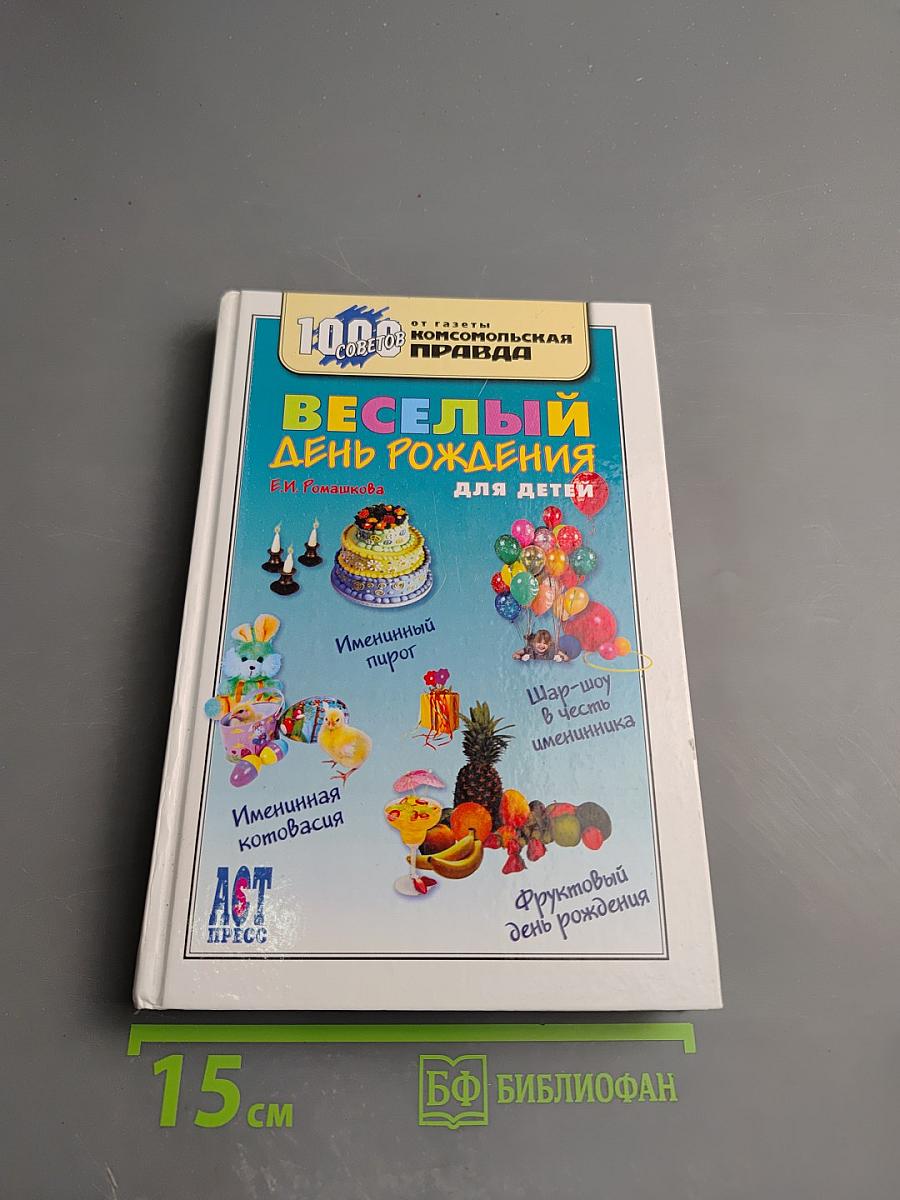 1000
СОВЕТОВ
от газеты
КОМСОМОЛЬСКАЯ
ПРАВДА
ВЕСЕЛЫЙ
ДЕНЬ РОЖДЕНИЯ
ДЛЯ ДЕТЕЙ
Е.И. Ромашкова
Именинный
пирог
Шар-шоу
в честь
именинника
Именинная
котовасия
Фруктовый
день рождения
АСТ
ПРЕСС
15 см
БФ БИБЛИОФАН